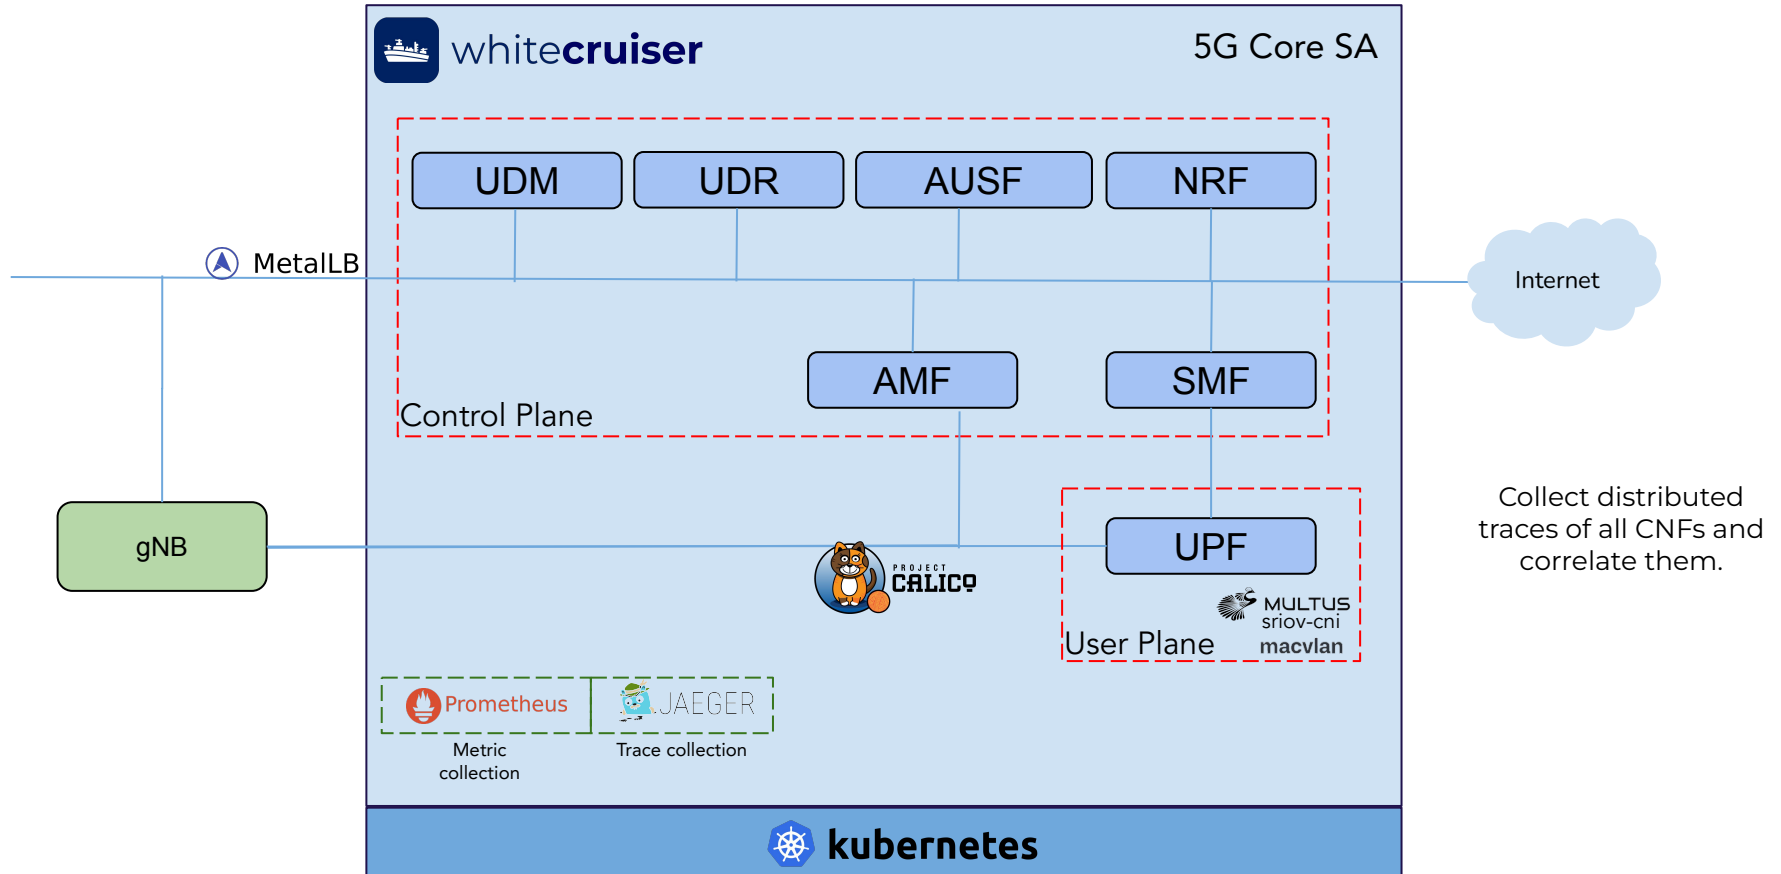 whitecruiser
5G Core SA
UDM
UDR
AUSF
NRF
MetalLB
Internet
AMF
SMF
Control Plane
gNB
UPF
PROJECT
CALICO
MULTUS
sriov-cni
macvlan
User Plane
Collect distributed
traces of all CNFs and
correlate them.
Prometheus
JAEGER
Metric
collection
Trace collection
kubernetes